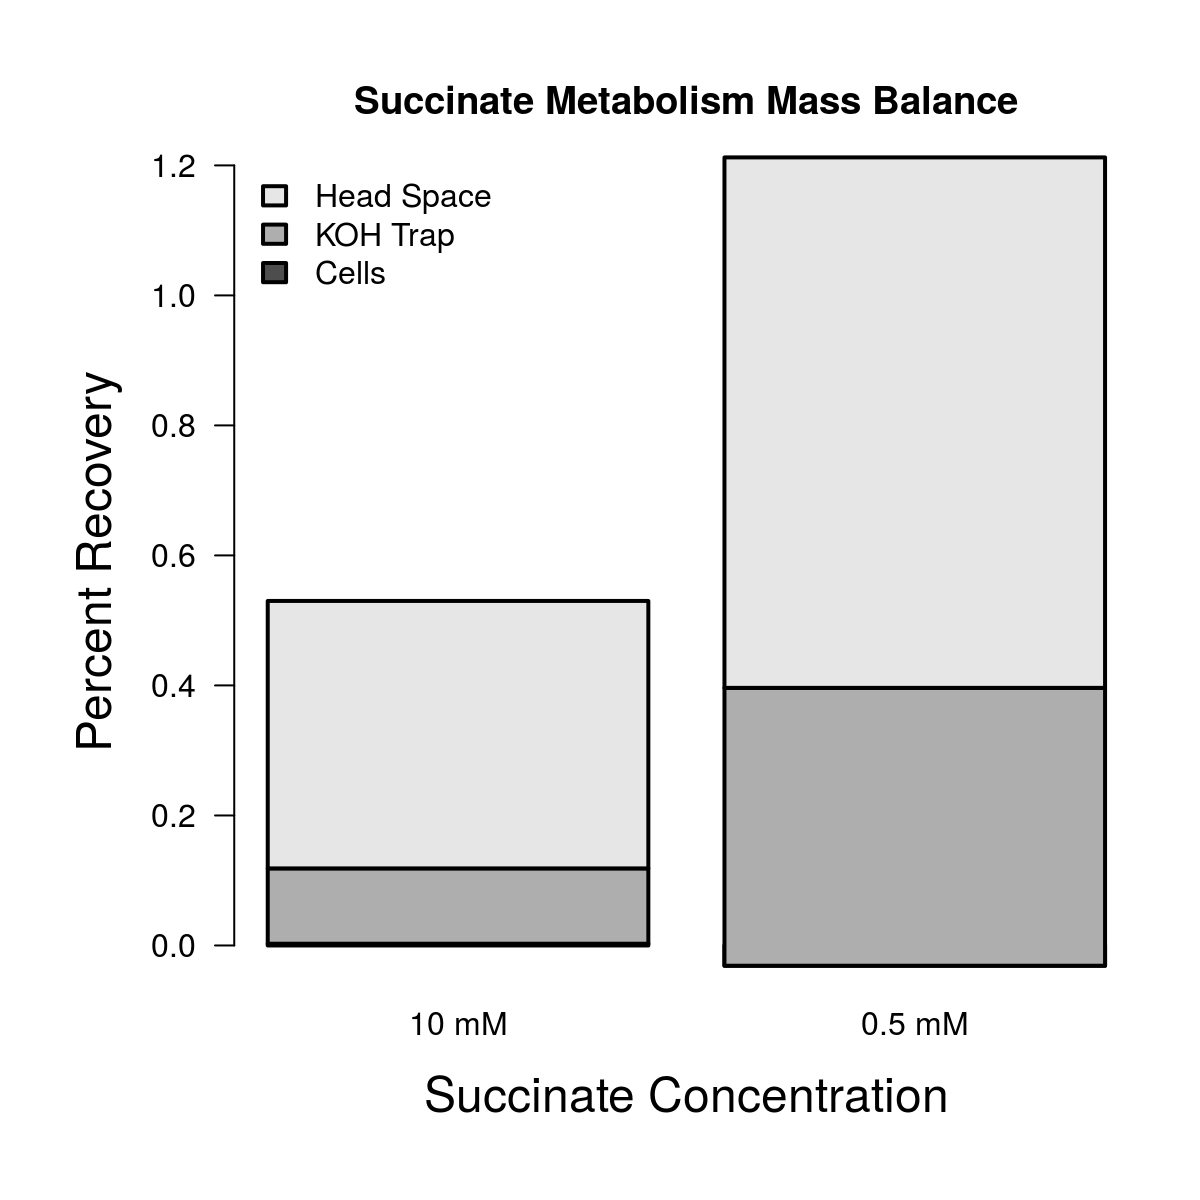 Succinate Metabolism Mass Balance
1.2
1.0
0.8
0.6
0.4
0.2
0.0
Percent Recovery
Head Space
KOH Trap
Cells
10 mM
0.5 mM
Succinate Concentration